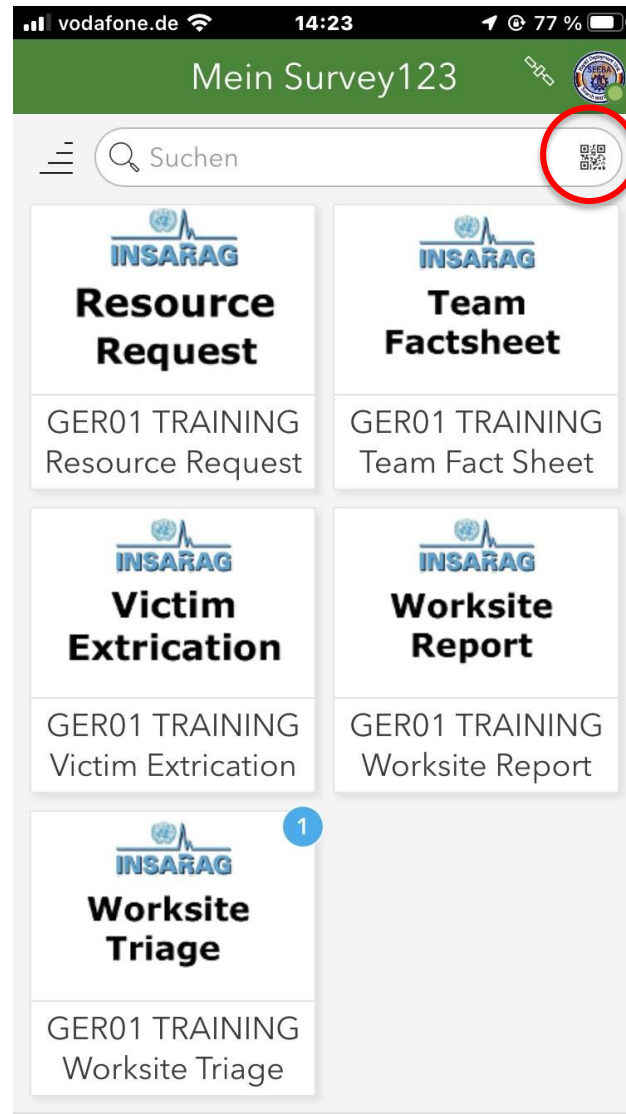 vodafone.de 14:23 77 %
Mein Survey123
SEEBA
Suchen
INSARAG
Resource
Request
GER01 TRAINING
Resource Request
INSARAG
Team
Factsheet
GER01 TRAINING
Team Fact Sheet
INSARAG
Victim
Extrication
GER01 TRAINING
Victim Extrication
INSARAG
Worksite
Report
GER01 TRAINING
Worksite Report
1
INSARAG
Worksite
Triage
GER01 TRAINING
Worksite Triage